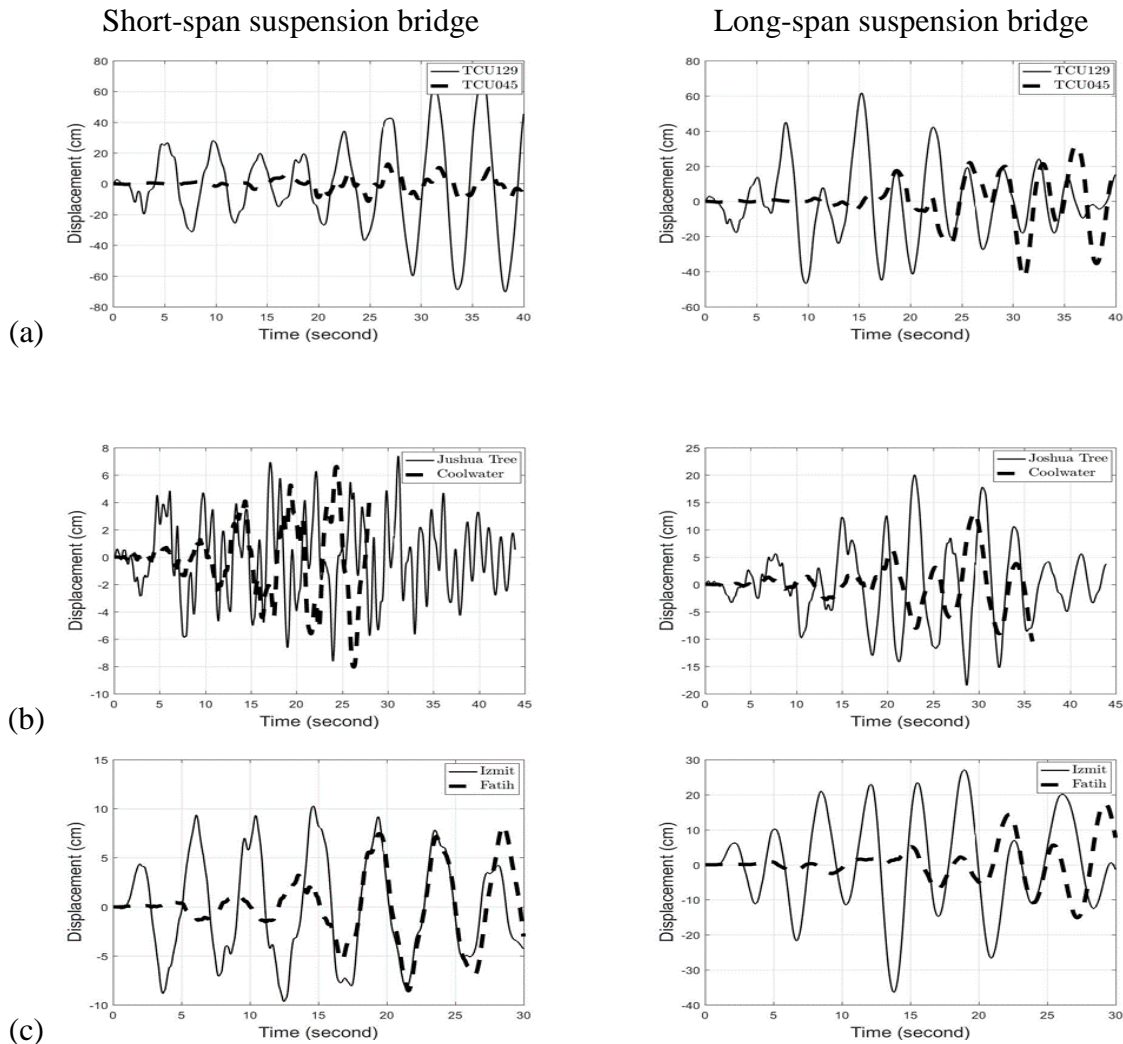 Short-span suspension bridge
Long-span suspension bridge
80
60
40
20
0
-20
-40
-60
-80
Displacement (cm)
TCU129
TCU045
0 5 10 15 20 25 30 35 40
Time (second)
80
60
40
20
0
-20
-40
-60
Displacement (cm)
TCU129
TCU045
0 5 10 15 20 25 30 35 40
Time (second)
(a)
8
6
4
2
0
-2
-4
-6
-8
-10
Displacement (cm)
Jushua Tree
Coolwater
0 5 10 15 20 25 30 35 40 45
Time (second)
25
20
15
10
5
0
-5
-10
-15
-20
Displacement (cm)
Joshua Tree
Coolwater
0 5 10 15 20 25 30 35 40 45
Time (second)
(b)
15
10
5
0
-5
-10
Displacement (cm)
Izmit
Fatih
0 5 10 15 20 25 30
Time (second)
30
20
10
0
-10
-20
-30
-40
Displacement (cm)
Izmit
Fatih
0 5 10 15 20 25 30
Time (second)
(c)